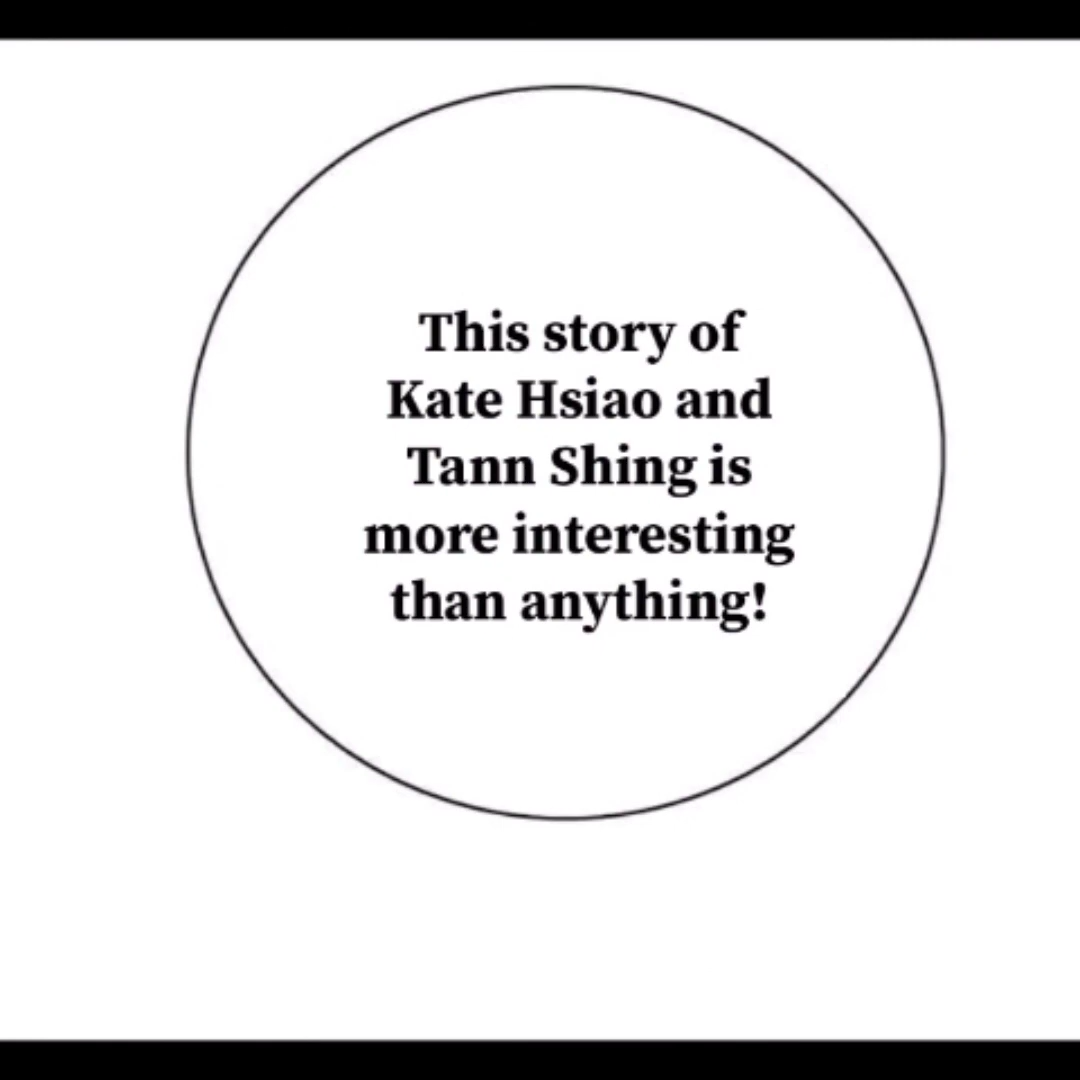 This story of
Kate Hsiao and
Tann Shing is
more interesting
than anything!